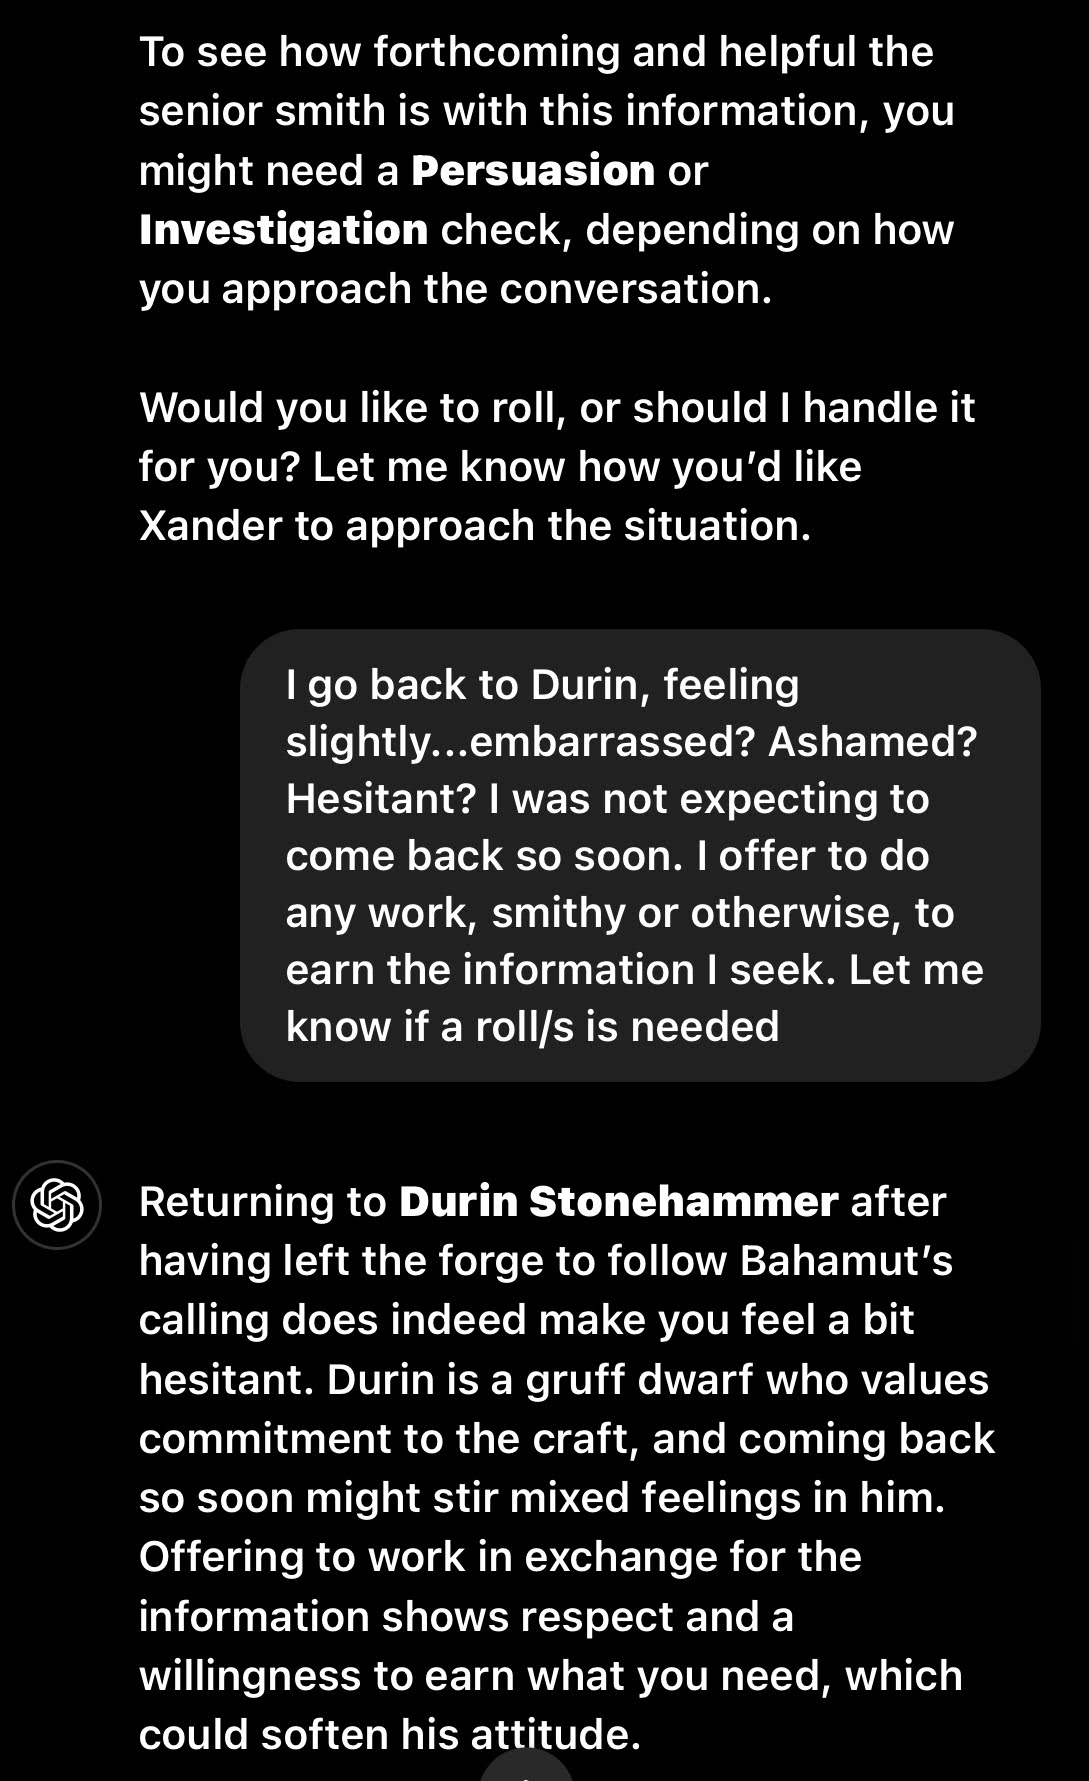 To see how forthcoming and helpful the
senior smith is with this information, you
might need a Persuasion or
Investigation check, depending on how
you approach the conversation.
Would you like to roll, or should I handle it
for you? Let me know how you’d like
Xander to approach the situation.
I go back to Durin, feeling
slightly...embarrassed? Ashamed?
Hesitant? I was not expecting to
come back so soon. I offer to do
any work, smithy or otherwise, to
earn the information I seek. Let me
know if a roll/s is needed
Returning to Durin Stonehammer after
having left the forge to follow Bahamut’s
calling does indeed make you feel a bit
hesitant. Durin is a gruff dwarf who values
commitment to the craft, and coming back
so soon might stir mixed feelings in him.
Offering to work in exchange for the
information shows respect and a
willingness to earn what you need, which
could soften his attitude.